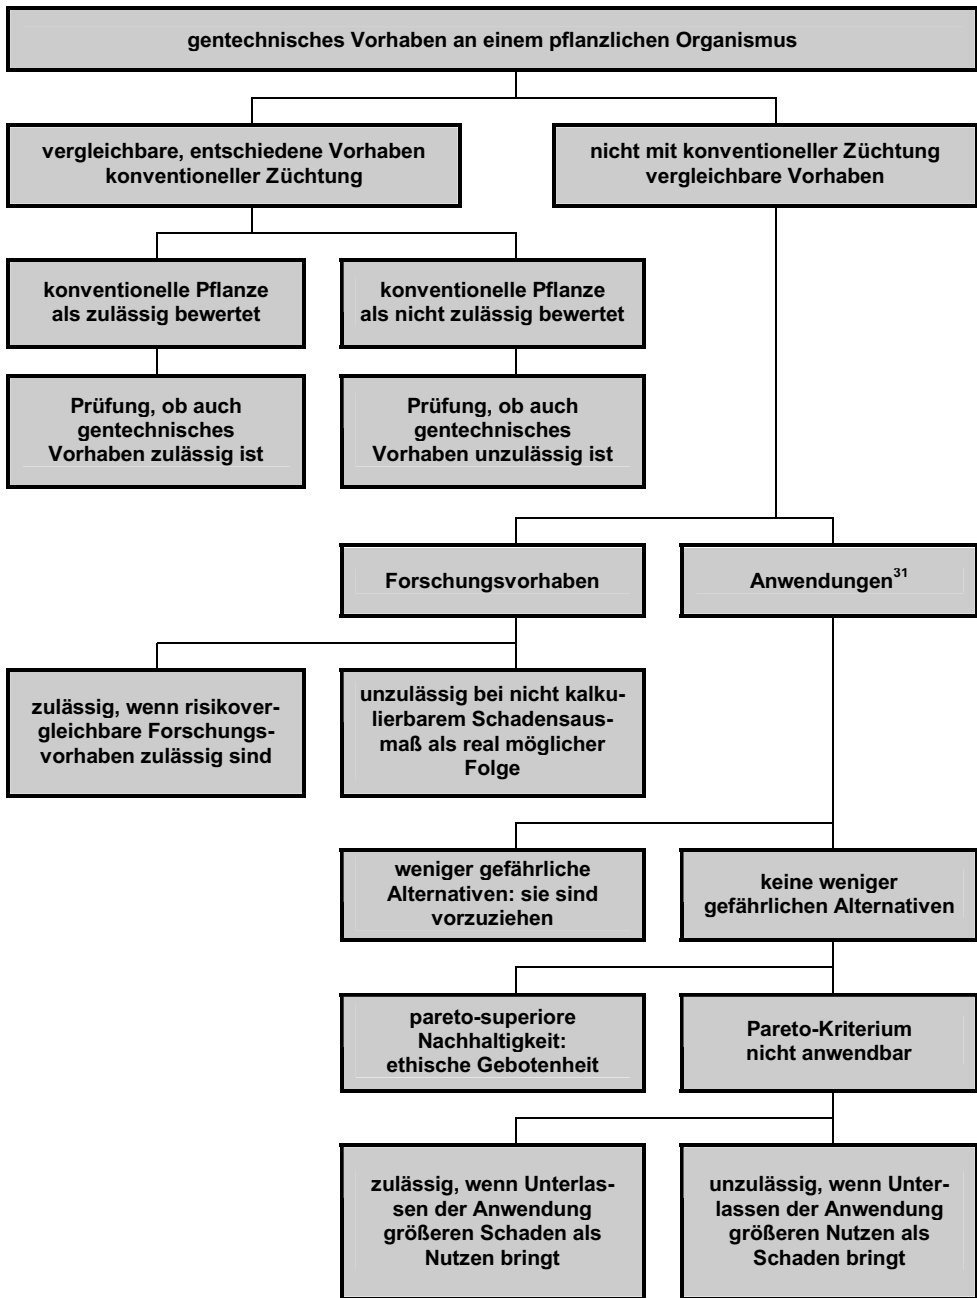 gentechnisches Vorhaben an einem pflanzlichen Organismus
vergleichbare, entschiedene Vorhaben
konventioneller Züchtung
nicht mit konventioneller Züchtung
vergleichbare Vorhaben
konventionelle Pflanze
als zulässig bewertet
konventionelle Pflanze
als nicht zulässig bewertet
Prüfung, ob auch
gentechnisches
Vorhaben zulässig ist
Prüfung, ob auch
gentechnisches
Vorhaben unzulässig ist
Forschungsvorhaben
Anwendungen31
zulässig, wenn risikover-
gleichbare Forschungs-
vorhaben zulässig sind
unzulässig bei nicht kalku-
lierbarem Schadensaus-
maß als real möglicher
Folge
weniger gefährliche
Alternativen: sie sind
vorzuziehen
keine weniger
gefährlichen Alternativen
pareto-superiore
Nachhaltigkeit:
ethische Gebotenheit
Pareto-Kriterium
nicht anwendbar
zulässig, wenn Unterlas-
sen der Anwendung
größeren Schaden als
Nutzen bringt
unzulässig, wenn Unter-
lassen der Anwendung
größeren Nutzen als
Schaden bringt